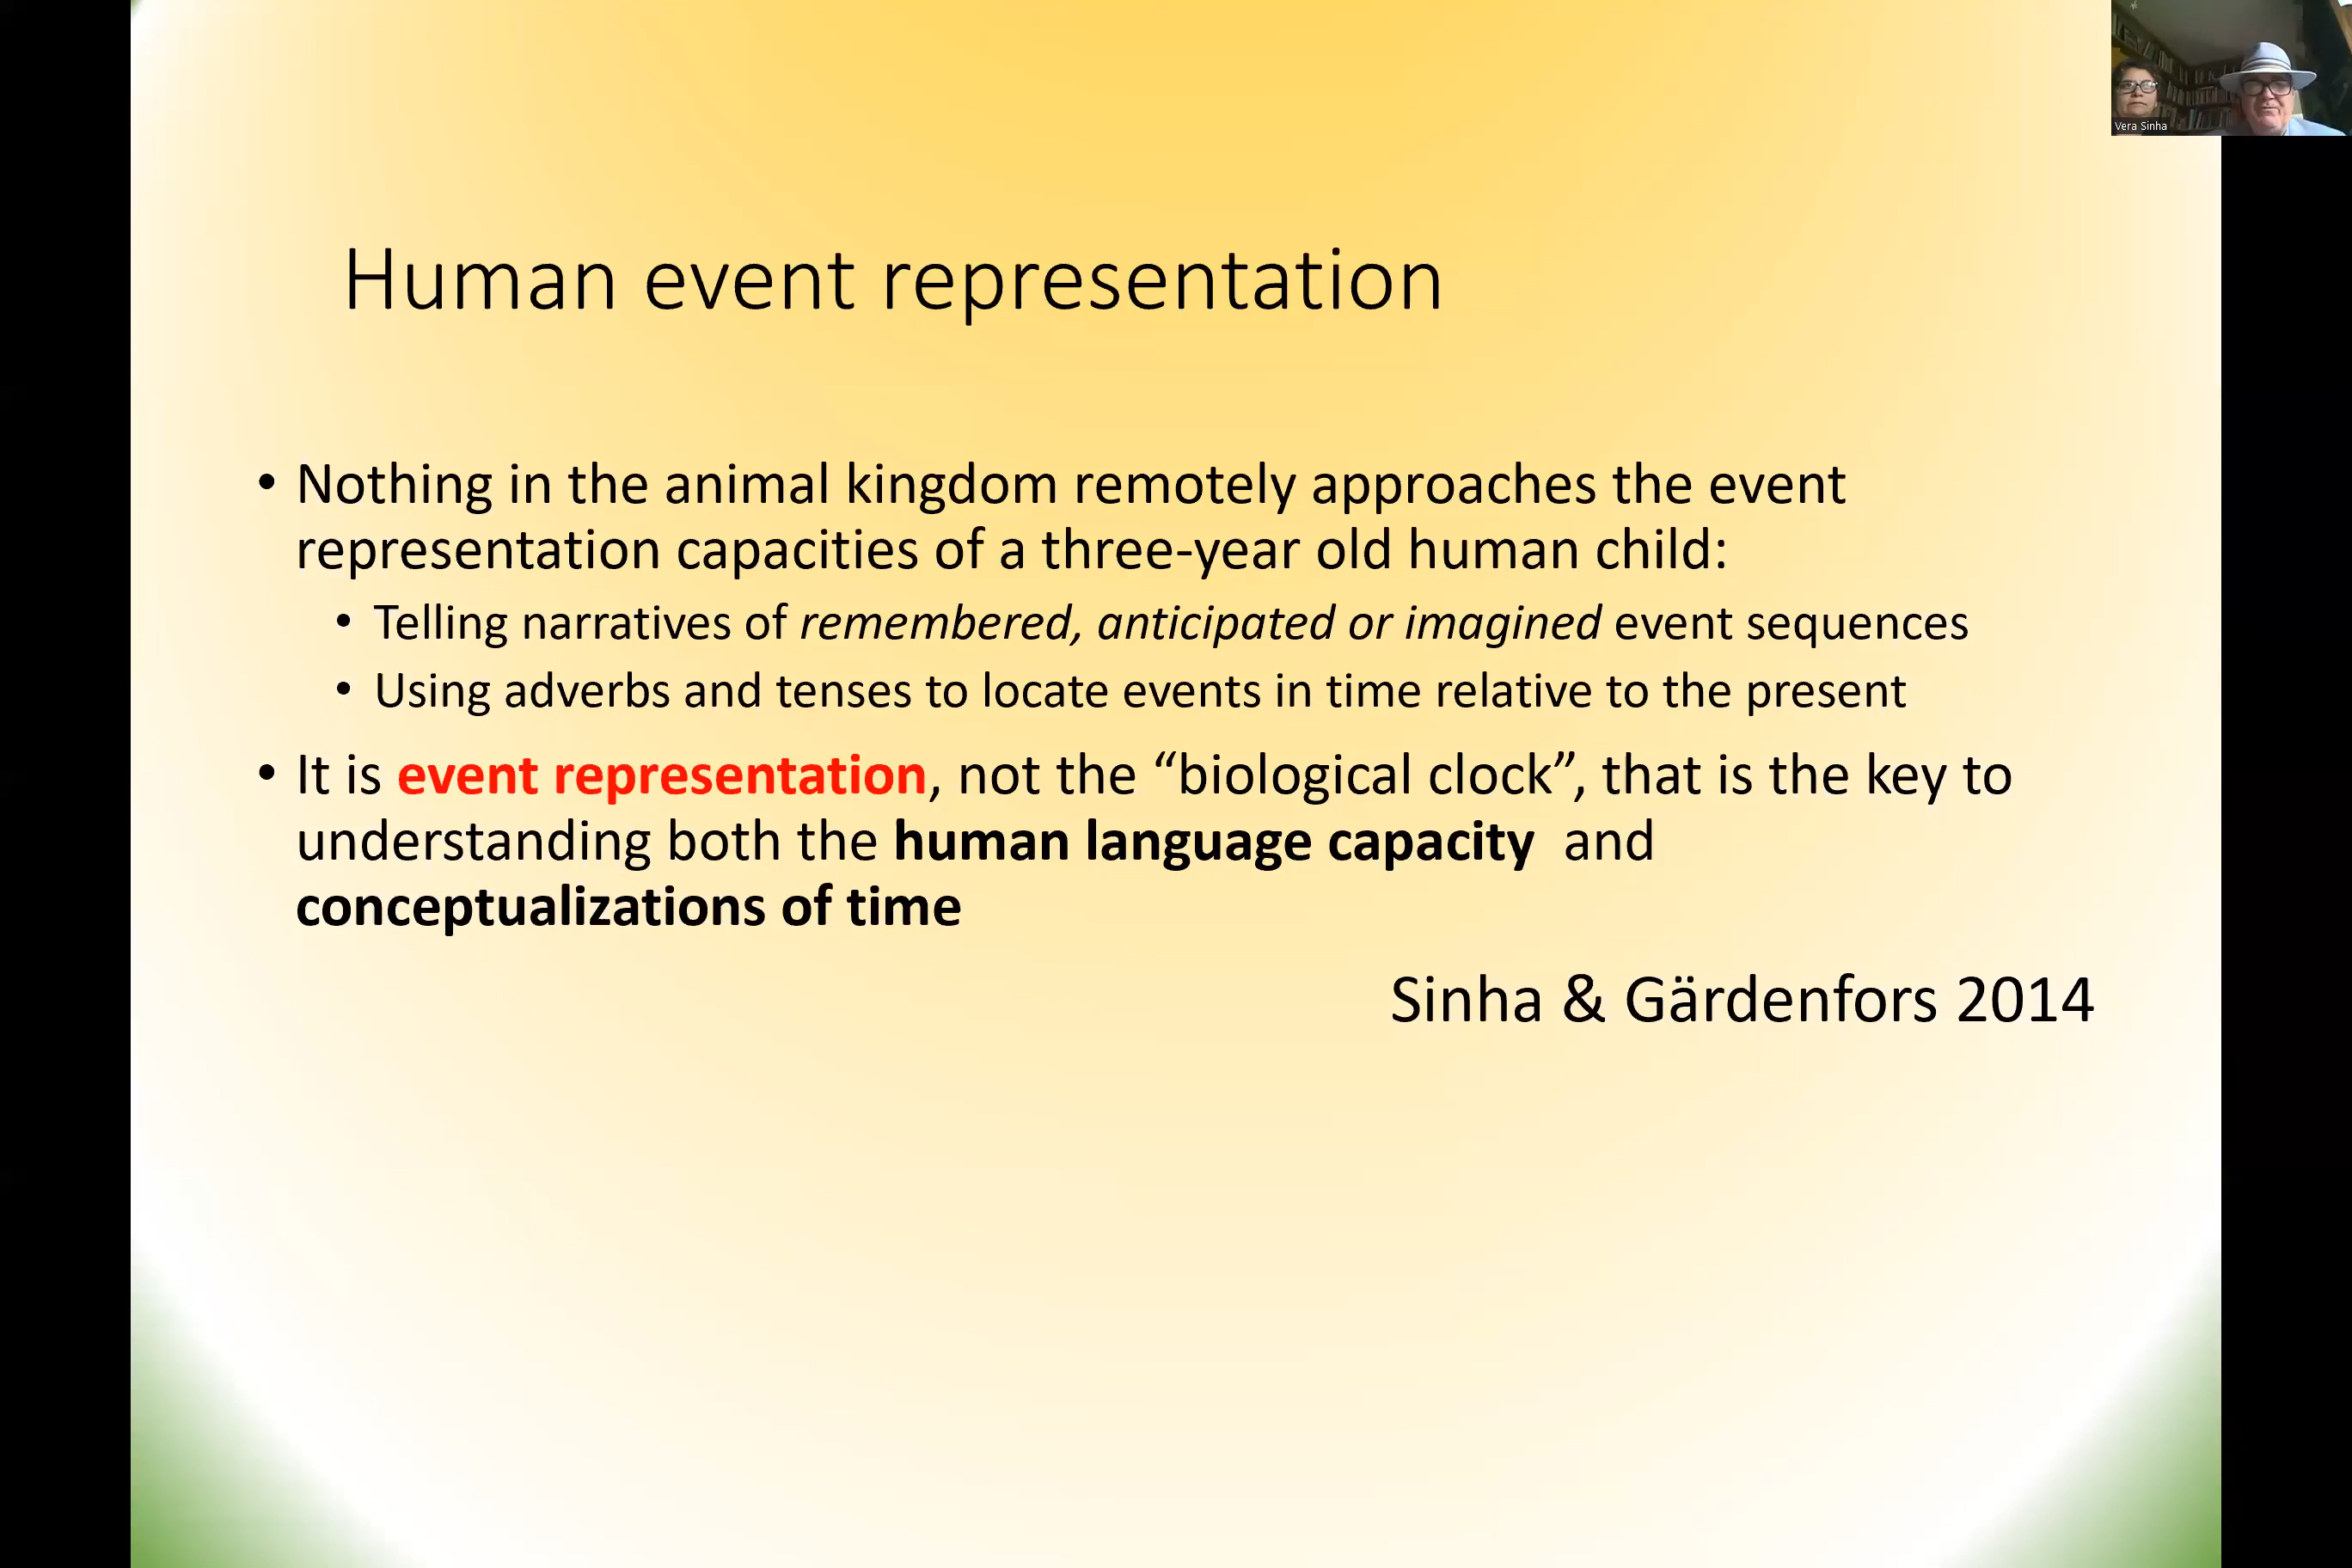 Vera Sinha
Human event representation
• Nothing in the animal kingdom remotely approaches the event
representation capacities of a three-year old human child:
• Telling narratives of remembered, anticipated or imagined event sequences
• Using adverbs and tenses to locate events in time relative to the present
• It is event representation, not the “biological clock”, that is the key to
understanding both the human language capacity  and
conceptualizations of time
Sinha & Gärdenfors 2014